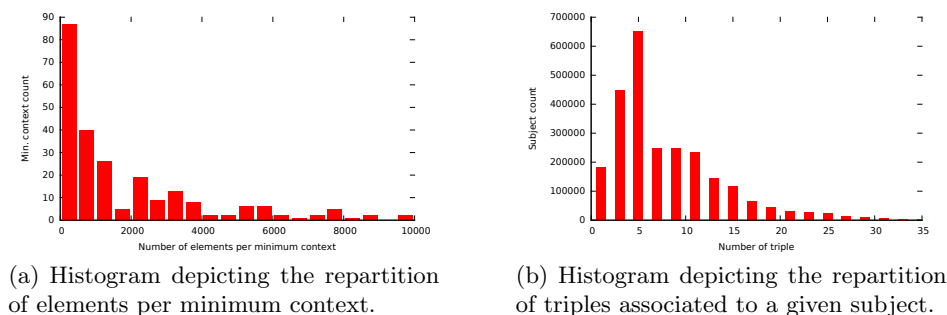 90
80
70
60
50
40
30
20
10
0
Min. context count
0 2000 4000 6000 8000 10000
Number of elements per minimum context
(a) Histogram depicting the repartition
of elements per minimum context.
700000
600000
500000
400000
300000
200000
100000
0
Subject count
0 5 10 15 20 25 30 35
Number of triple
(b) Histogram depicting the repartition
of triples associated to a given subject.